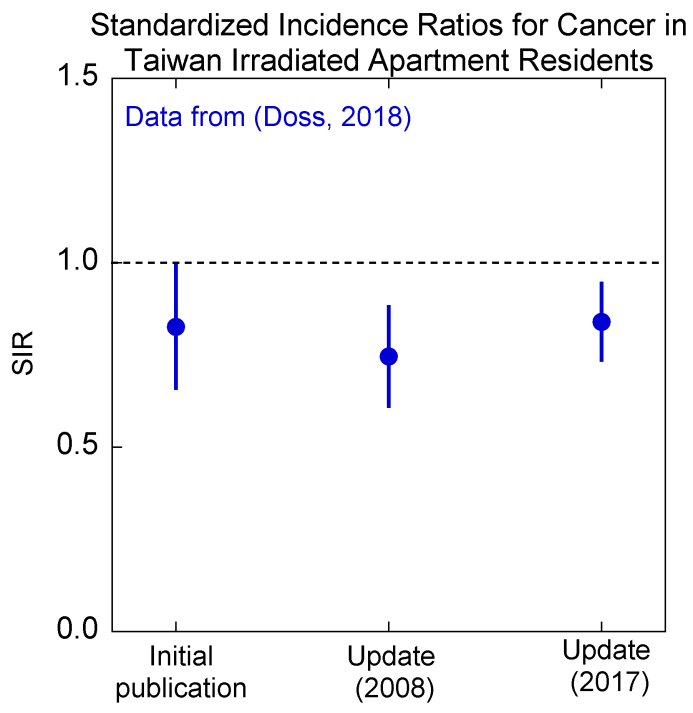 Standardized Incidence Ratios for Cancer in
Taiwan Irradiated Apartment Residents
1.5
Data from (Doss, 2018)
1.0
SIR
0.5
0.0
Initial
publication
Update
(2008)
Update
(2017)